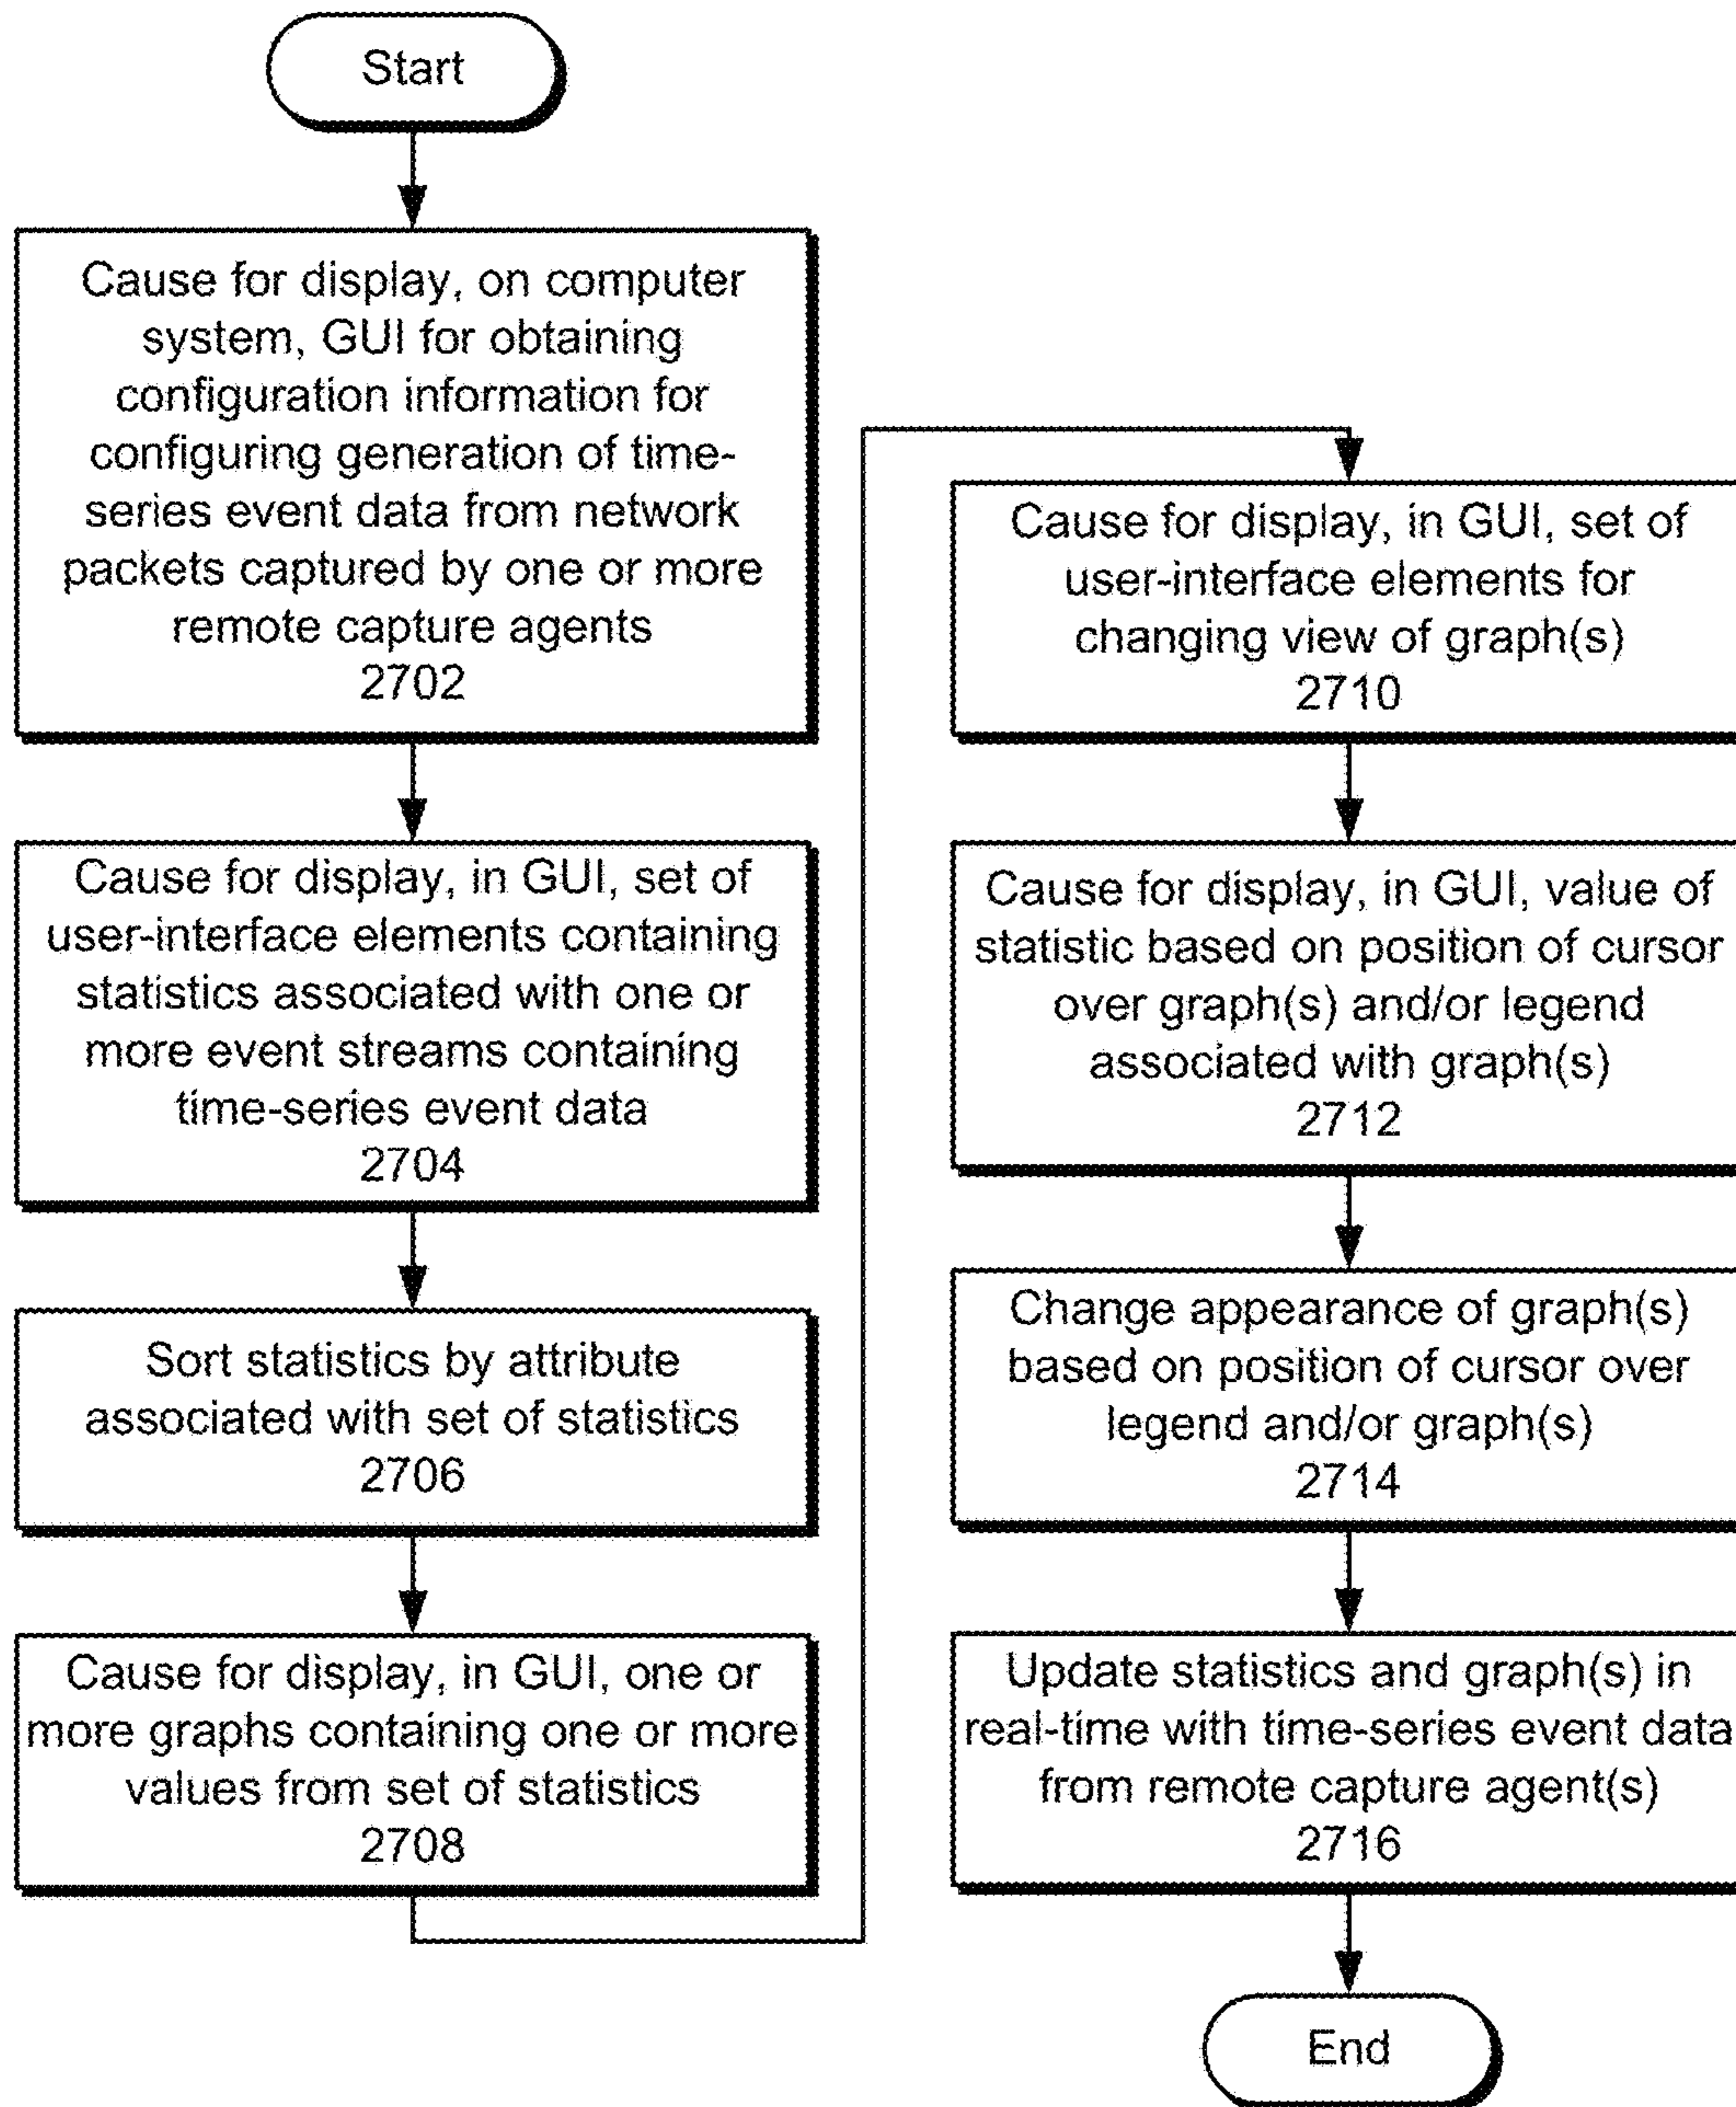 Start
Cause for display, on computer
system, GUI for obtaining
configuration information for
configuring generation of time-
series event data from network
packets captured by one or more
remote capture agents
2702
Cause for display, in GUI, set of
user-interface elements containing
statistics associated with one or
more event streams containing
time-series event data
2704
Sort statistics by attribute
associated with set of statistics
2706
Cause for display, in GUI, one or
more graphs containing one or more
values from set of statistics
2708
Cause for display, in GUI, set of
user-interface elements for
changing view of graph(s)
2710
Cause for display, in GUI, value of
statistic based on position of cursor
over graph(s) and/or legend
associated with graph(s)
2712
Change appearance of graph(s)
based on position of cursor over
legend and/or graph(s)
2714
Update statistics and graph(s) in
real-time with time-series event data
from remote capture agent(s)
2716
End